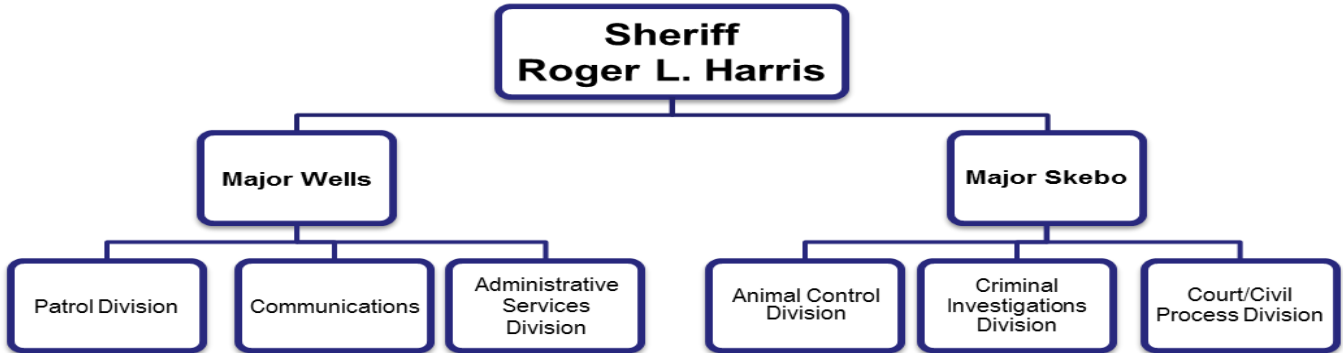 Sheriff
Roger L. Harris
Major Wells
Major Skebo
Patrol Division
Communications
Administrative
Services
Division
Animal Control
Division
Criminal
Investigations
Division
Court/Civil
Process Division